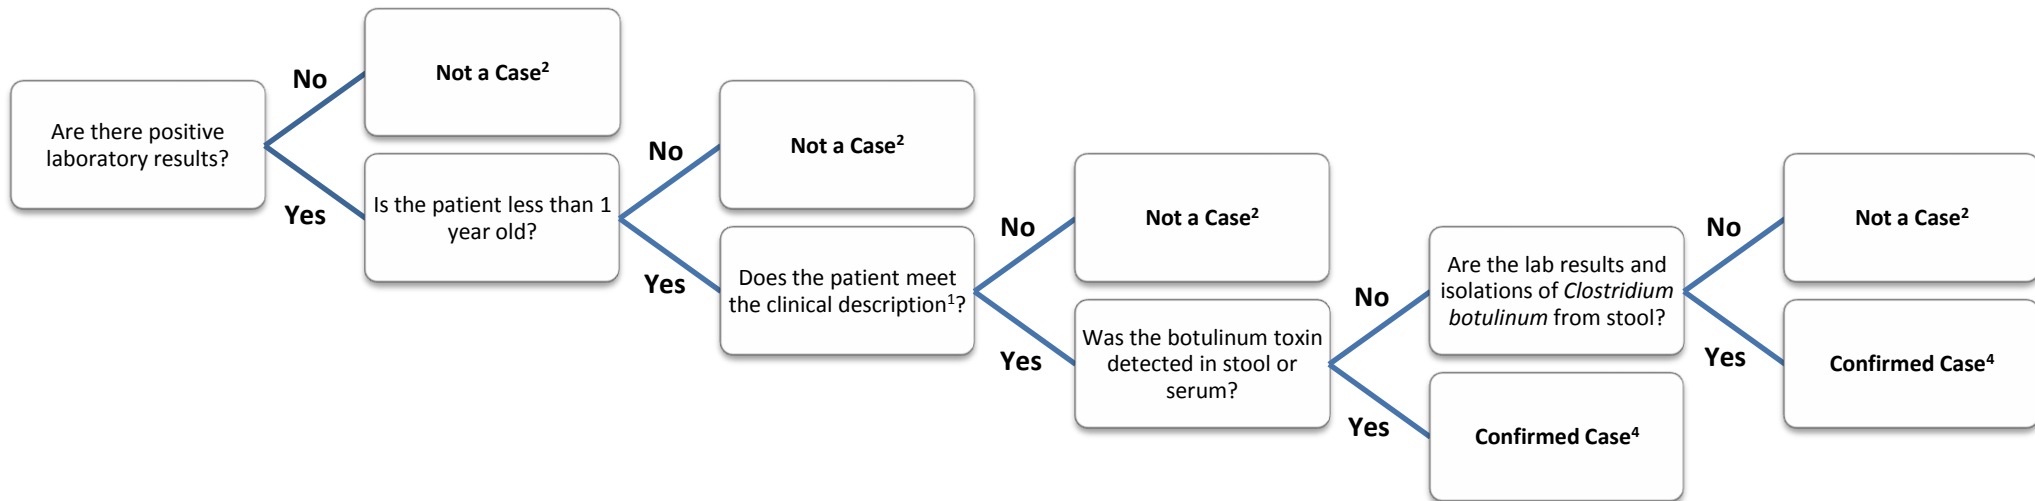 Are there positive
laboratory results?
No
Yes
Not a Case²
Is the patient less than 1
year old?
No
Yes
Not a Case²
Does the patient meet
the clinical description¹?
No
Yes
Not a Case²
Was the botulinum toxin
detected in stool or
serum?
No
Yes
Are the lab results and
isolations of Clostridium
botulinum from stool?
Confirmed Case⁴
No
Yes
Not a Case²
Confirmed Case⁴